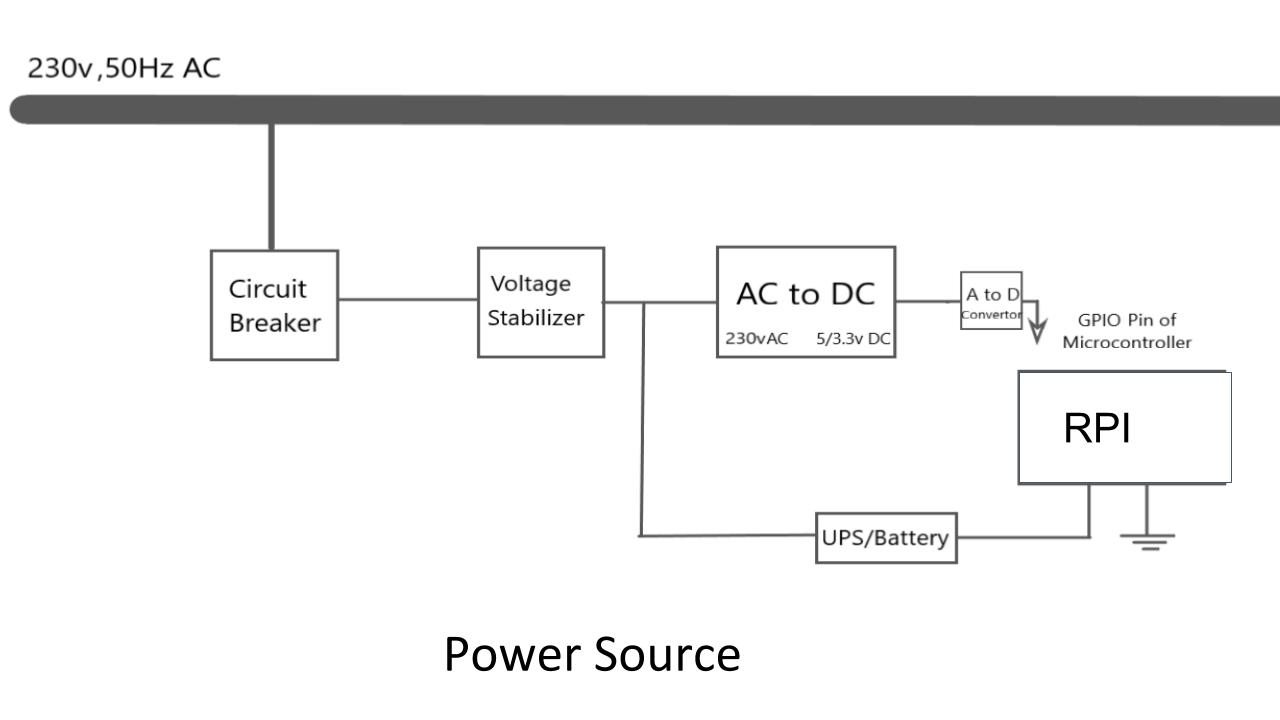 230v,50Hz AC
Circuit
Breaker
Voltage
Stabilizer
AC to DC
230vAC 5/3.3v DC
A to D
Convertor
GPIO Pin of
Microcontroller
RPI
UPS/Battery
Power Source